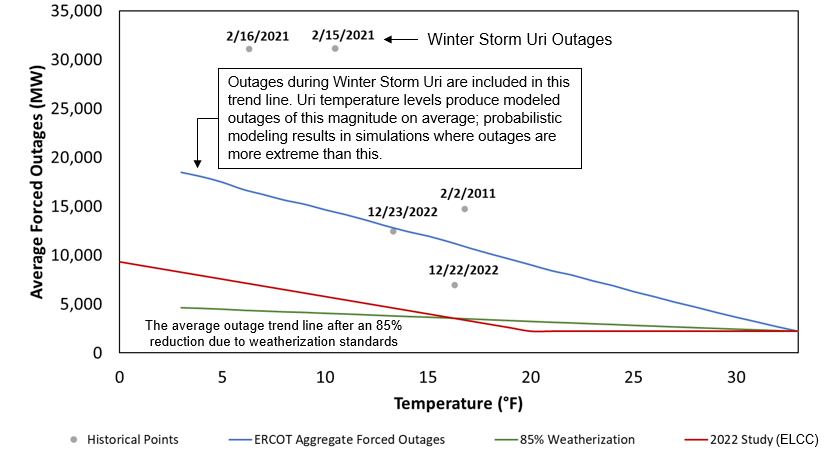 35,000
30,000
25,000
20,000
15,000
10,000
5,000
0
Average Forced Outages (MW)
2/16/2021
2/15/2021
Winter Storm Uri Outages
Outages during Winter Storm Uri are included in this
trend line. Uri temperature levels produce modeled
outages of this magnitude on average; probabilistic
modeling results in simulations where outages are
more extreme than this.
2/2/2011
12/23/2022
12/22/2022
The average outage trend line after an 85%
reduction due to weatherization standards
0 5 10 15 20 25 30
Temperature (°F)
Historical Points ERCOT Aggregate Forced Outages 85% Weatherization 2022 Study (ELCC)